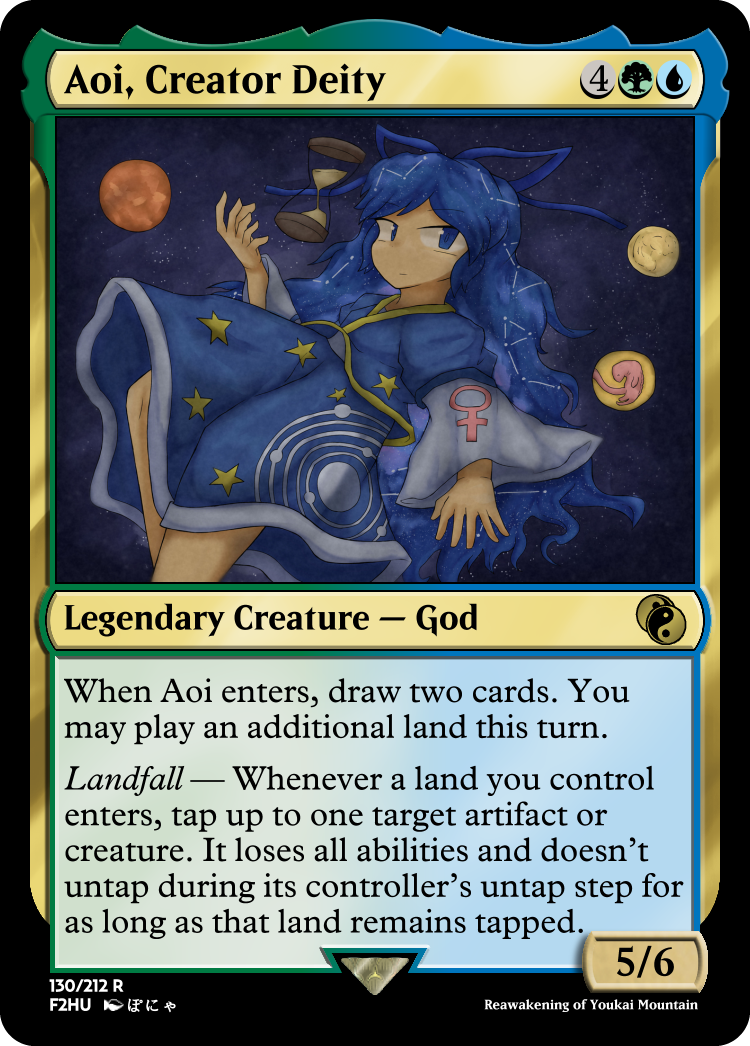 Aoi, Creator Deity 4
Legendary Creature — God
When Aoi enters, draw two cards. You
may play an additional land this turn.
Landfall — Whenever a land you control
enters, tap up to one target artifact or
creature. It loses all abilities and doesn't
untap during its controller's untap step for
as long as that land remains tapped.
5/6
130/212 R
F2HU ぽにゃ
Reawakening of Youkai Mountain